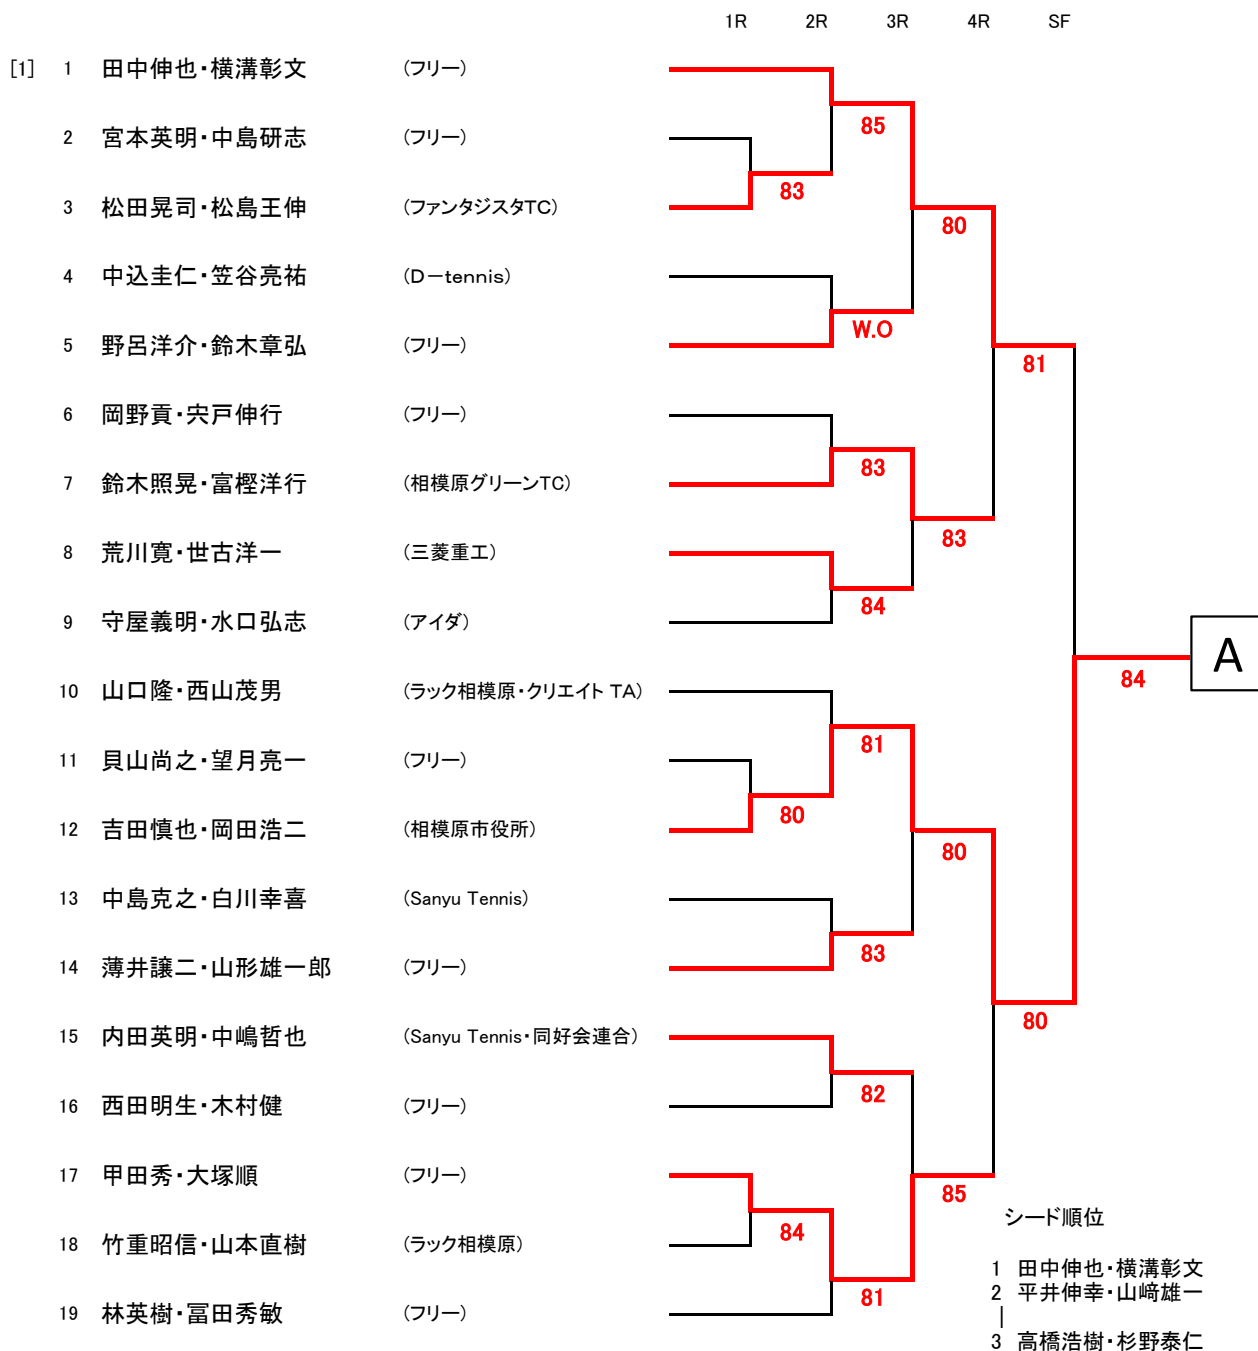 1R 2R 3R 4R SF
[1] 1 田中伸也・横溝彰文 (フリー)
2 宮本英明・中島研志 (フリー)
85
83
3 松田晃司・松島王伸 (ファンタジスタTC)
80
4 中込圭仁・笠谷亮祐 (D－tennis)
W.O
5 野呂洋介・鈴木章弘 (フリー)
81
6 岡野貢・宍戸伸行 (フリー)
83
7 鈴木照晃・富樫洋行 (相模原グリーンTC)
83
8 荒川寛・世古洋一 (三菱重工)
84
9 守屋義明・水口弘志 (アイダ)
A
84
10 山口隆・西山茂男 (ラック相模原・クリエイト TA)
81
11 貝山尚之・望月亮一 (フリー)
80
12 吉田慎也・岡田浩二 (相模原市役所)
80
13 中島克之・白川幸喜 (Sanyu Tennis)
83
14 薄井譲二・山形雄一郎 (フリー)
80
15 内田英明・中嶋哲也 (Sanyu Tennis・同好会連合)
82
16 西田明生・木村健 (フリー)
17 甲田秀・大塚順 (フリー)
85
84
18 竹重昭信・山本直樹 (ラック相模原)
81
19 林英樹・冨田秀敏 (フリー)
シード順位
1 田中伸也・横溝彰文
2 平井伸幸・山﨑雄一
｜
3 高橋浩樹・杉野泰仁